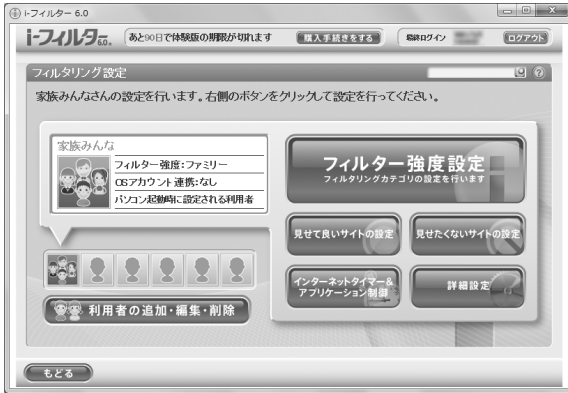 i-フィルター 6.0
i-フィルター6.0. あと90日で体験版の期限が切れます 購入手続きをする 最終ログイン ログアウト
フィルタリング設定
家族みんなさんの設定を行います。右側のボタンをクリックして設定を行ってください。
家族みんな
フィルター強度:ファミリー
OSアカウント連携:なし
パソコン起動時に設定される利用者
フィルター強度設定
フィルタリングカテゴリの設定を行います
見せて良いサイトの設定
見せたくないサイトの設定
インターネットタイマー&
アプリケーション制御
詳細設定
利用者の追加・編集・削除
もどる